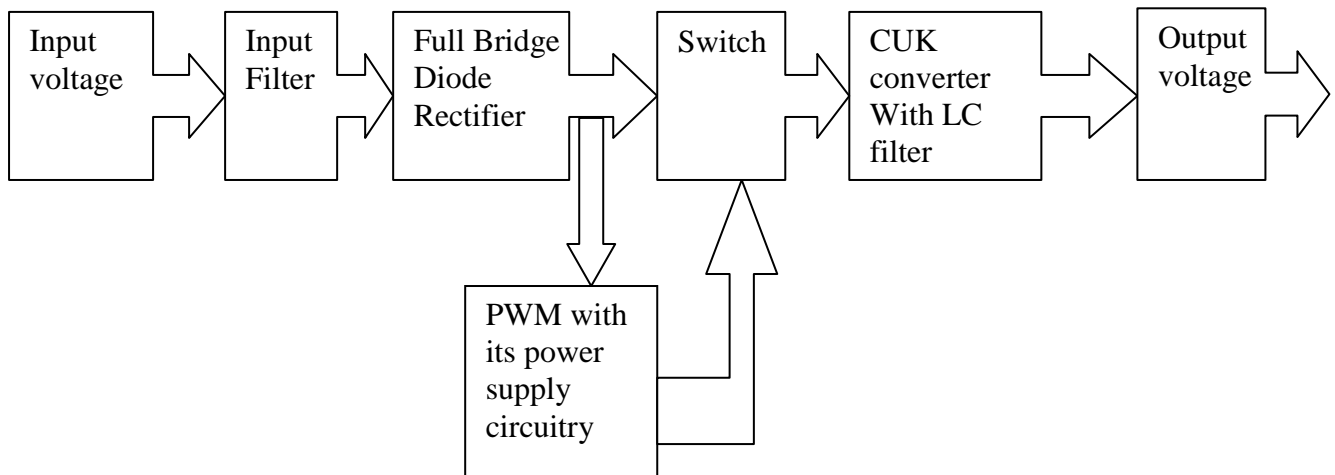 Input
voltage
Input
Filter
Full Bridge
Diode
Rectifier
Switch
CUK
converter
With LC
filter
Output
voltage
PWM with
its power
supply
circuitry